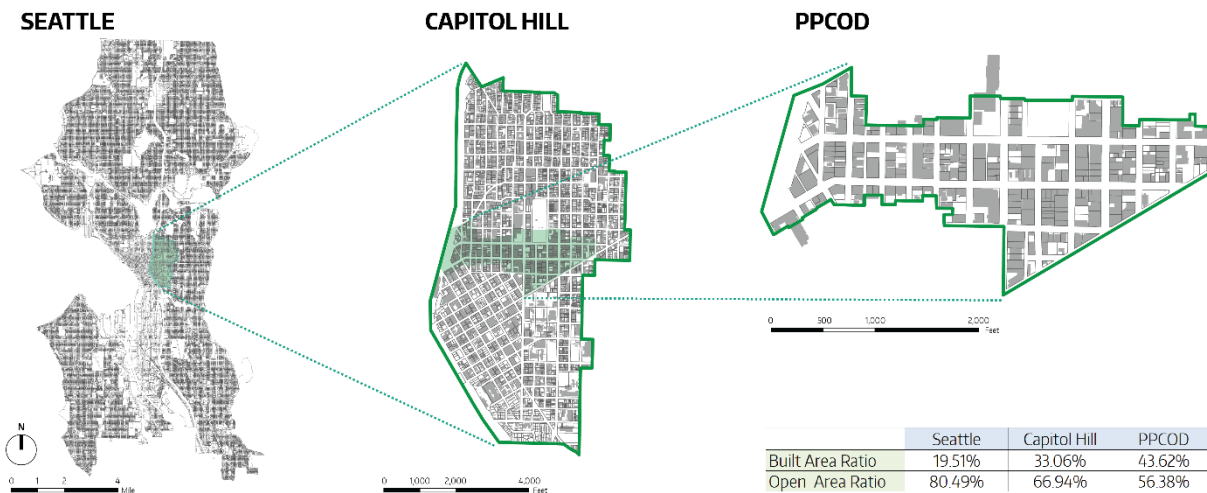 SEATTLE
CAPITOL HILL
PPCOD
N
0 1 2 4
Mile
0 1,000 2,000 4,000
Feet
0 500 1,000 2,000
Feet
Seattle Capitol Hill PPCOD
Built Area Ratio 19.51% 33.06% 43.62%
Open Area Ratio 80.49% 66.94% 56.38%